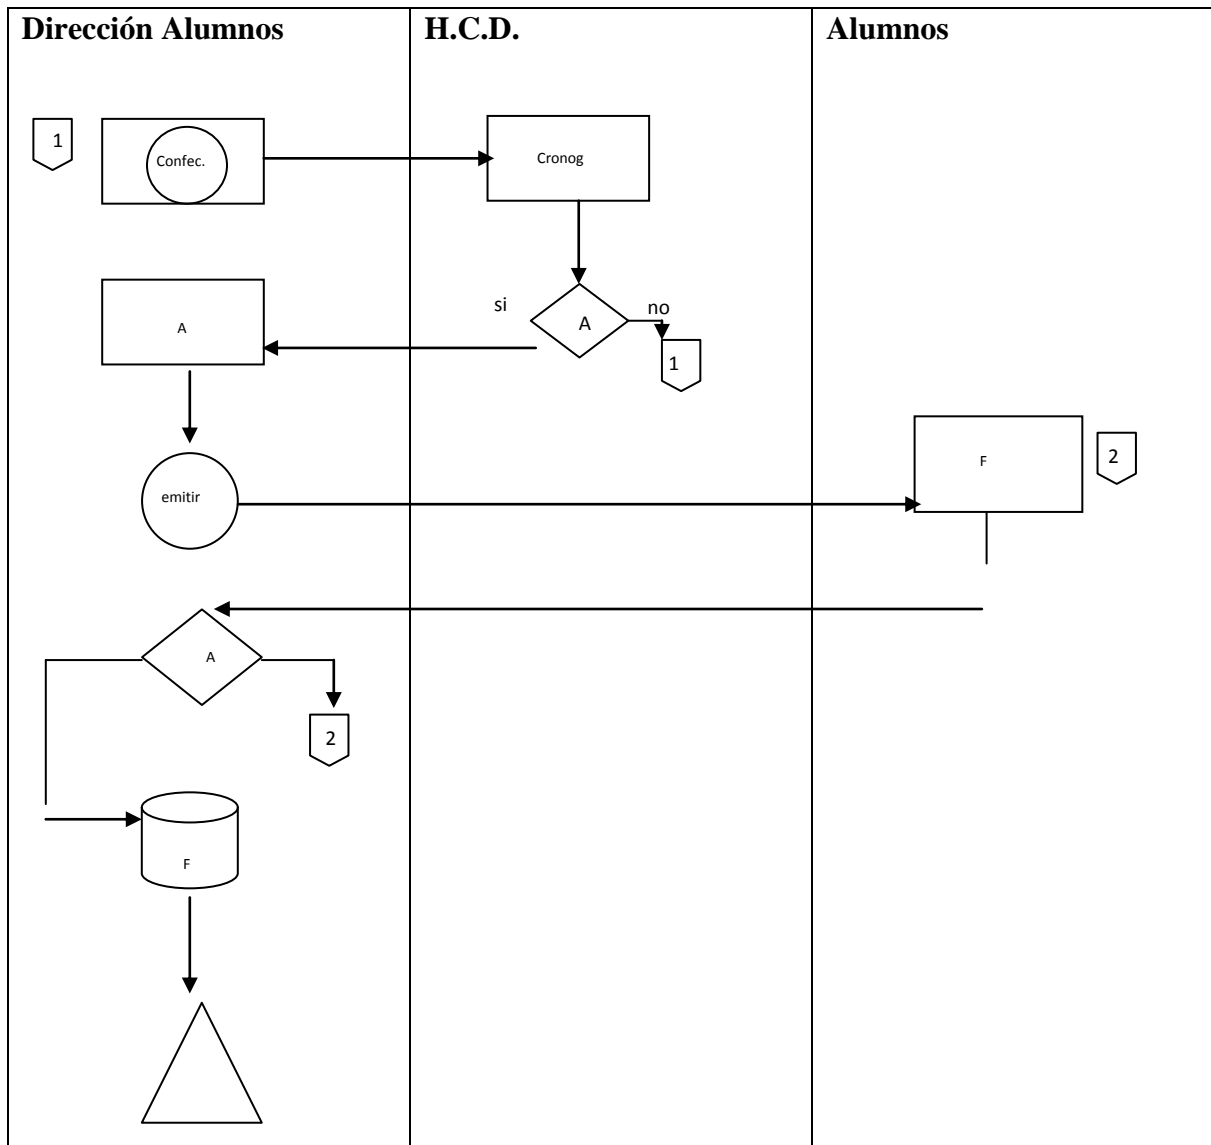 Dirección Alumnos
H.C.D.
Alumnos
1
Confec.
Cronog
A
si
A
no
1
emitir
F
2
A
2
F